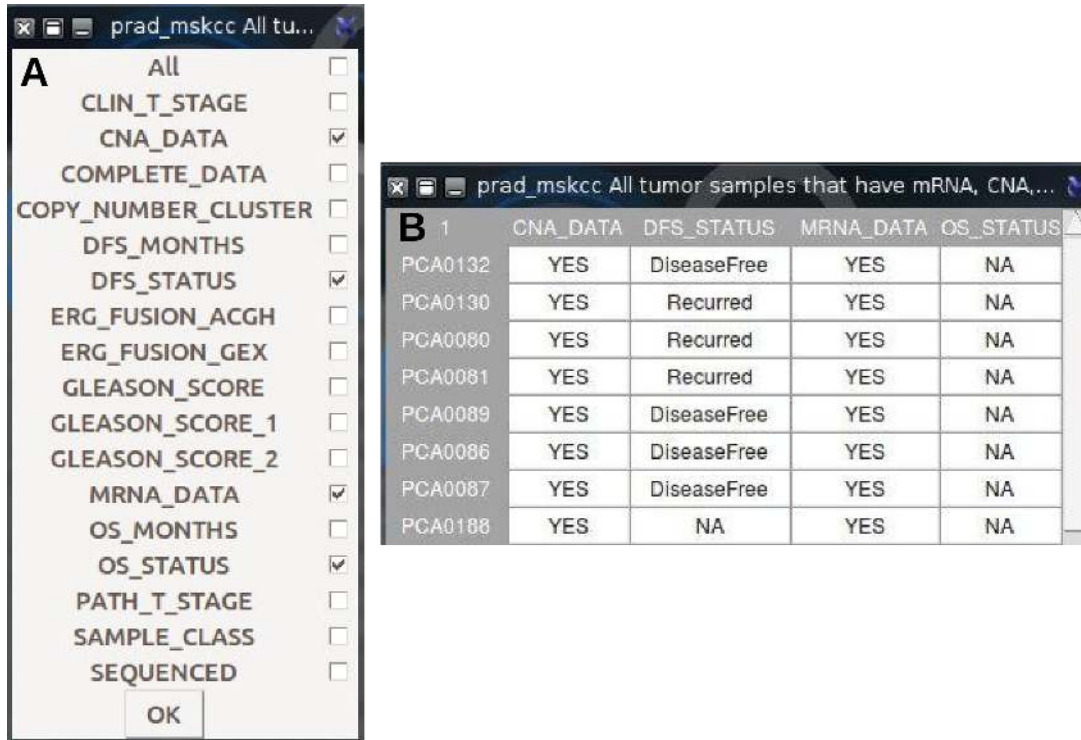 prad_mskcc All tu...
A
All
CLIN_T_STAGE
CNA_DATA
COMPLETE_DATA
COPY_NUMBER_CLUSTER
DFS_MONTHS
DFS_STATUS
ERG_FUSION_ACGH
ERG_FUSION_GEX
GLEASON_SCORE
GLEASON_SCORE_1
GLEASON_SCORE_2
MRNA_DATA
OS_MONTHS
OS_STATUS
PATH_T_STAGE
SAMPLE_CLASS
SEQUENCED
OK
prad_mskcc All tumor samples that have mRNA, CNA,...
B
1 CNA_DATA DFS_STATUS MRNA_DATA OS_STATUS
PCA0132 YES DiseaseFree YES NA
PCA0130 YES Recurred YES NA
PCA0080 YES Recurred YES NA
PCA0081 YES Recurred YES NA
PCA0089 YES DiseaseFree YES NA
PCA0086 YES DiseaseFree YES NA
PCA0087 YES DiseaseFree YES NA
PCA0188 YES NA YES NA